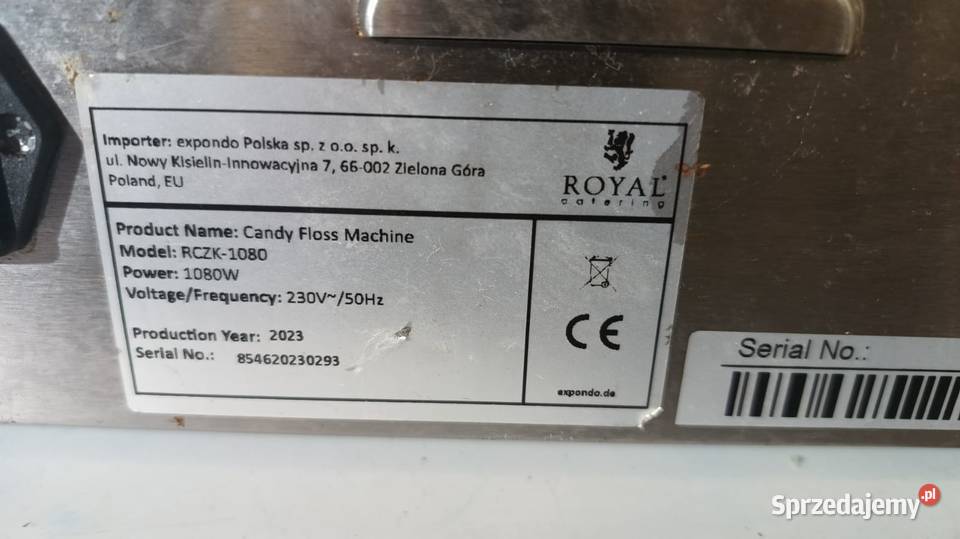 Importer: expondo Polska sp. z o.o. sp. k.
ul. Nowy Kisielin-Innowacyjna 7, 66-002 Zielona Góra
Poland, EU
ROYAL
catering
Product Name: Candy Floss Machine
Model: RCZK-1080
Power: 1080W
Voltage/Frequency: 230V~/50Hz
Production Year: 2023
Serial No.: 854620230293
CE
expondo.de
Serial No.:
Sprzedajemy.pl